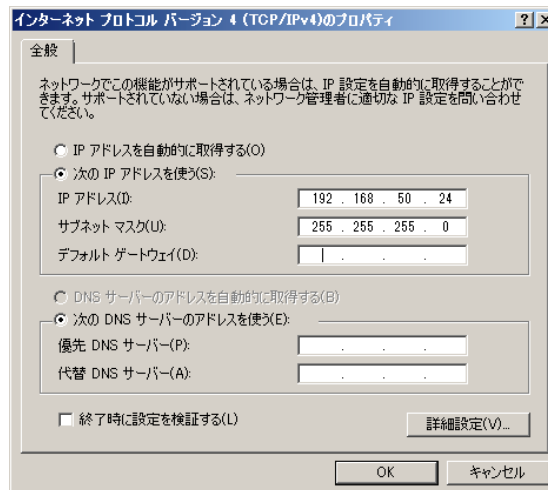 インターネット プロトコル バージョン 4 (TCP/IPv4)のプロパティ
全般
ネットワークでこの機能がサポートされている場合は、IP 設定を自動的に取得することがで
きます。サポートされていない場合は、ネットワーク管理者に適切な IP 設定を問い合わせ
てください。
IP アドレスを自動的に取得する(O)
次の IP アドレスを使う(S):
IP アドレス(I): 192 . 168 . 50 . 24
サブネット マスク(U): 255 . 255 . 255 . 0
デフォルト ゲートウェイ(D): . . .
DNS サーバーのアドレスを自動的に取得する(B)
次の DNS サーバーのアドレスを使う(E):
優先 DNS サーバー(P): . . .
代替 DNS サーバー(A): . . .
終了時に設定を検証する(L)
詳細設定(V)...
OK キャンセル